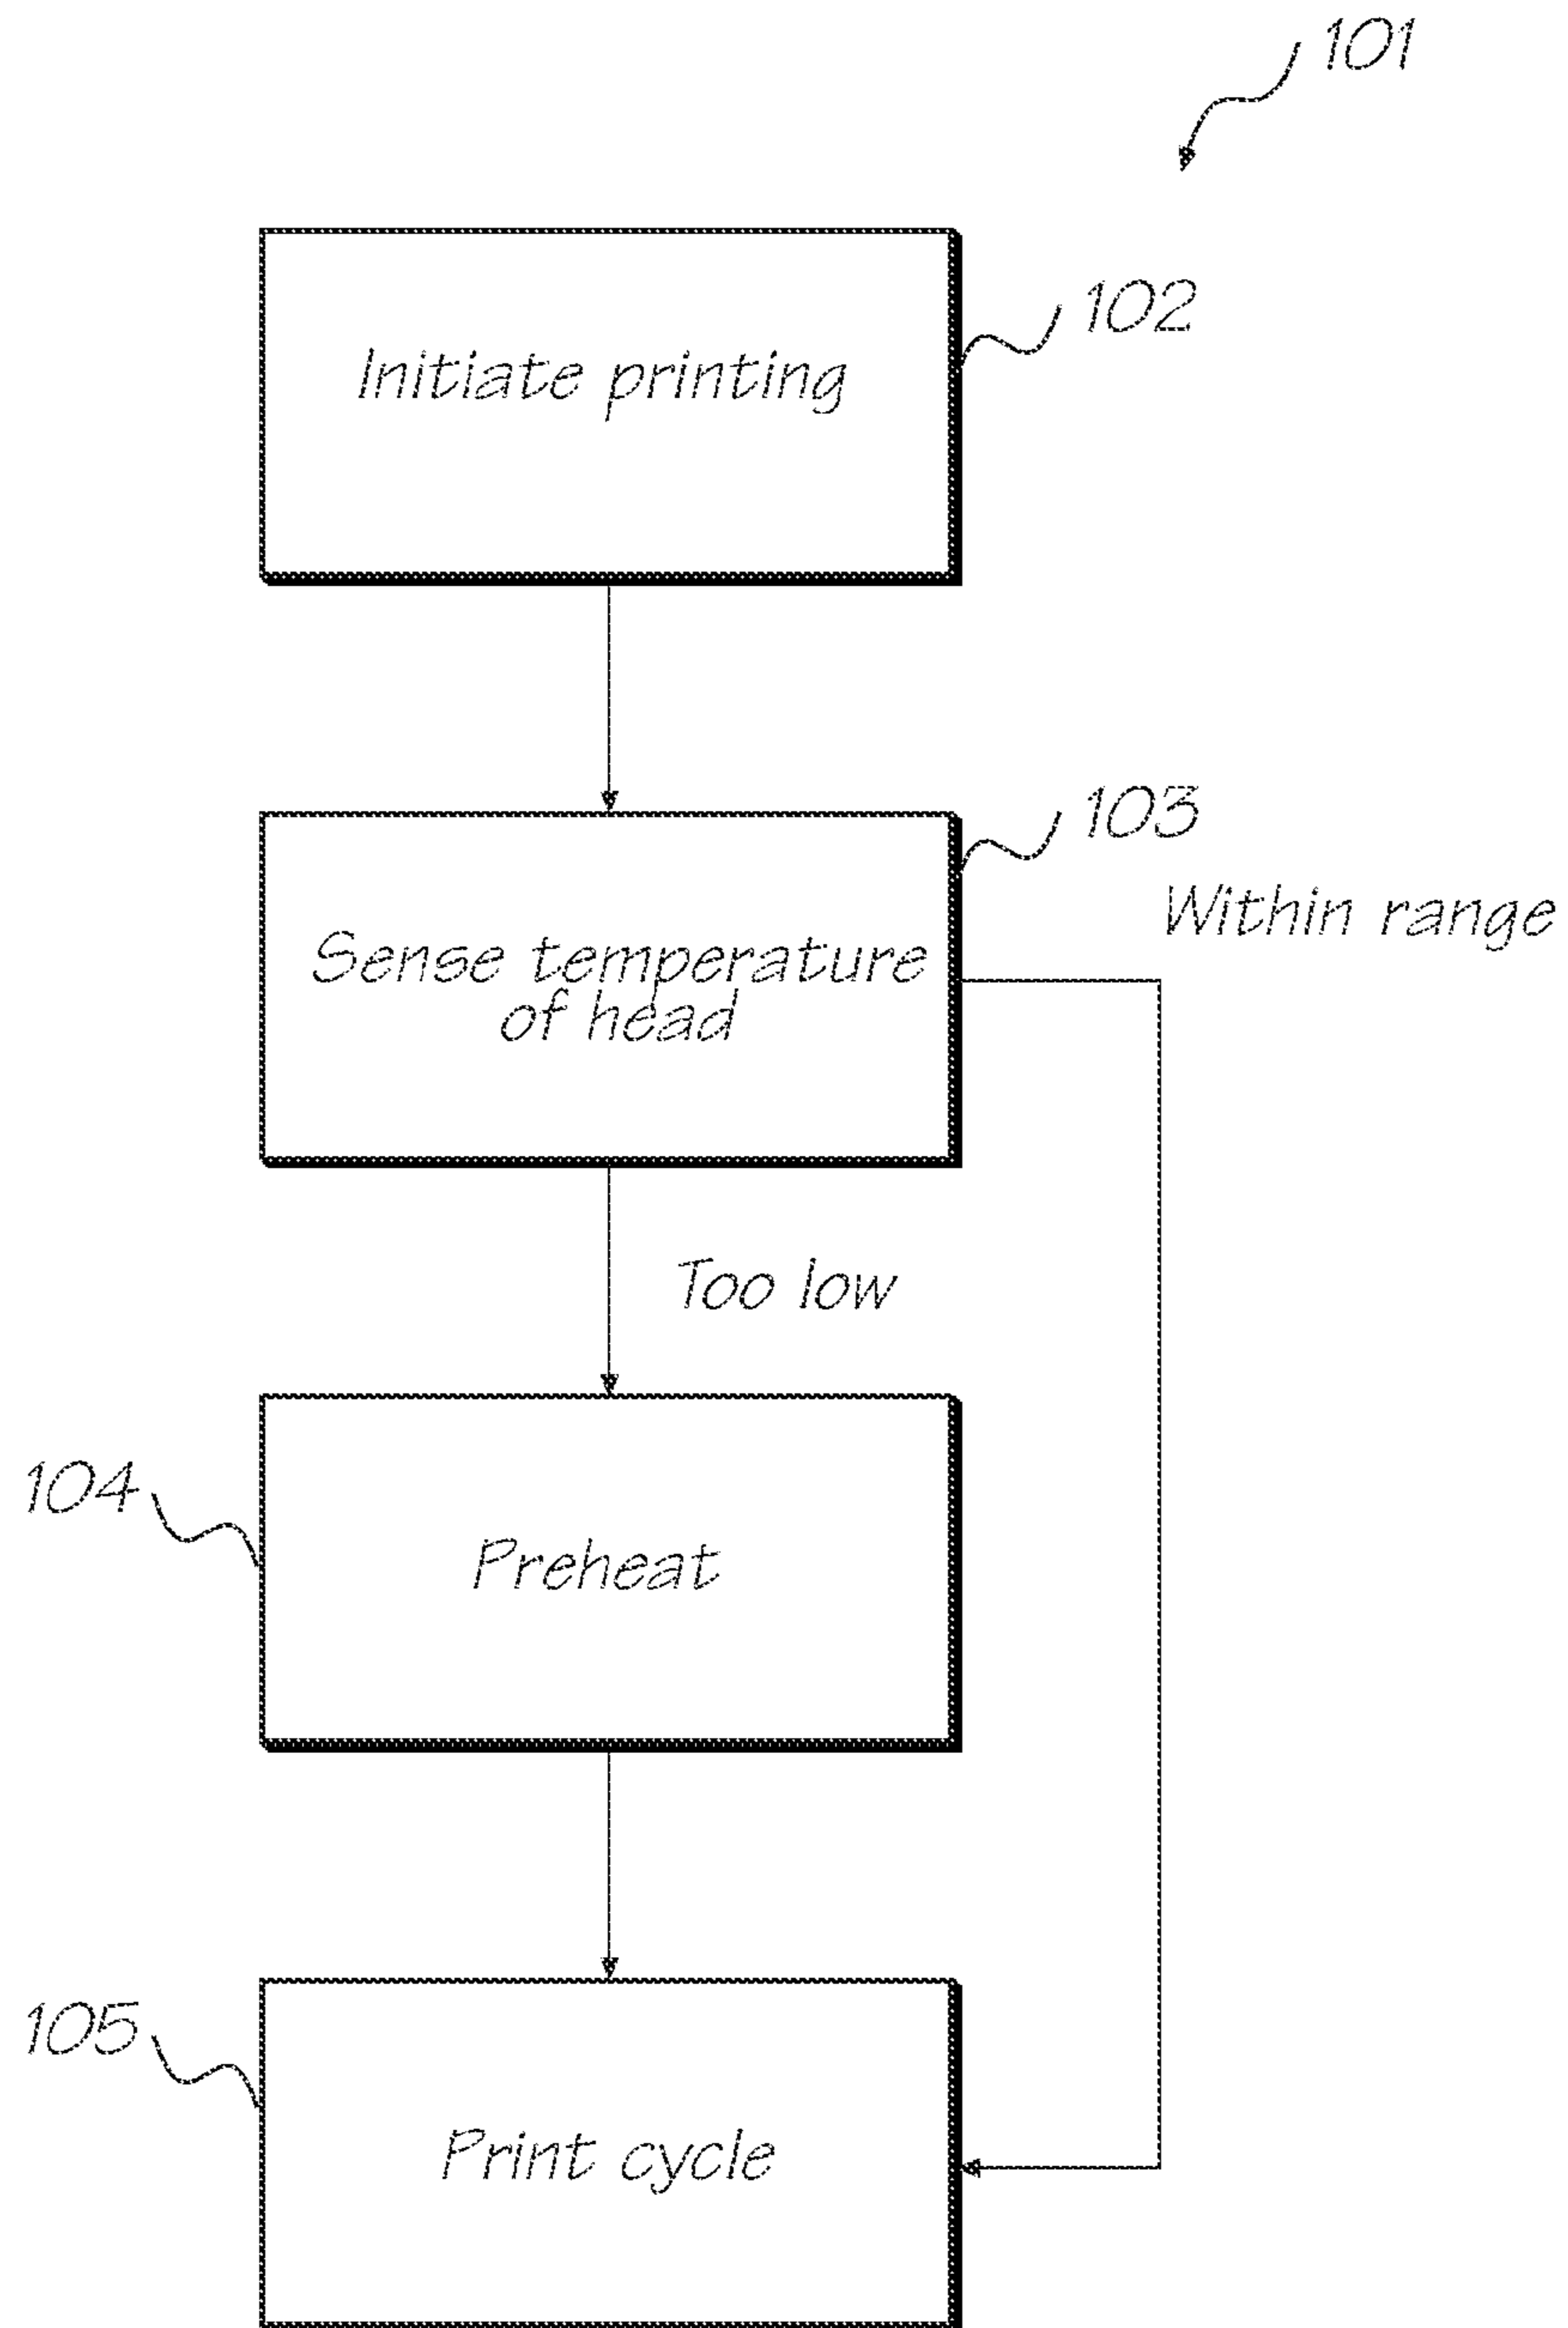 101
Initiate printing
102
103
Within range
Sense temperature
of head
Too low
104
Preheat
105
Print cycle